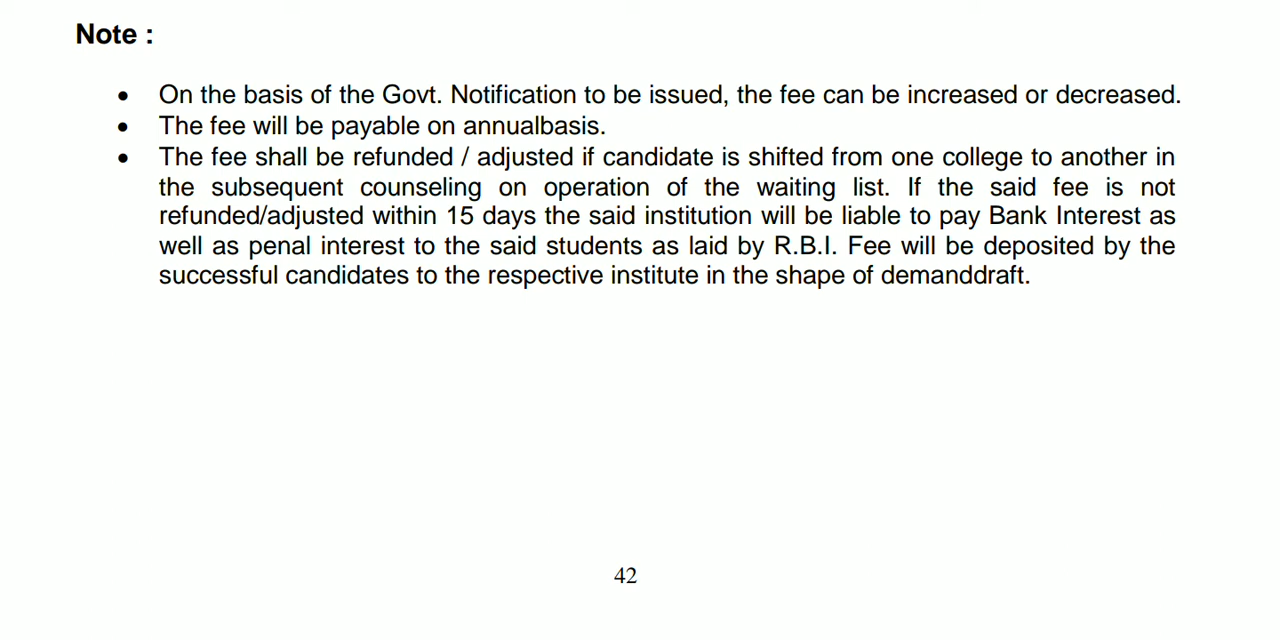 Note :
• On the basis of the Govt. Notification to be issued, the fee can be increased or decreased.
• The fee will be payable on annualbasis.
• The fee shall be refunded / adjusted if candidate is shifted from one college to another in
the subsequent counseling on operation of the waiting list. If the said fee is not
refunded/adjusted within 15 days the said institution will be liable to pay Bank Interest as
well as penal interest to the said students as laid by R.B.I. Fee will be deposited by the
successful candidates to the respective institute in the shape of demanddraft.
42